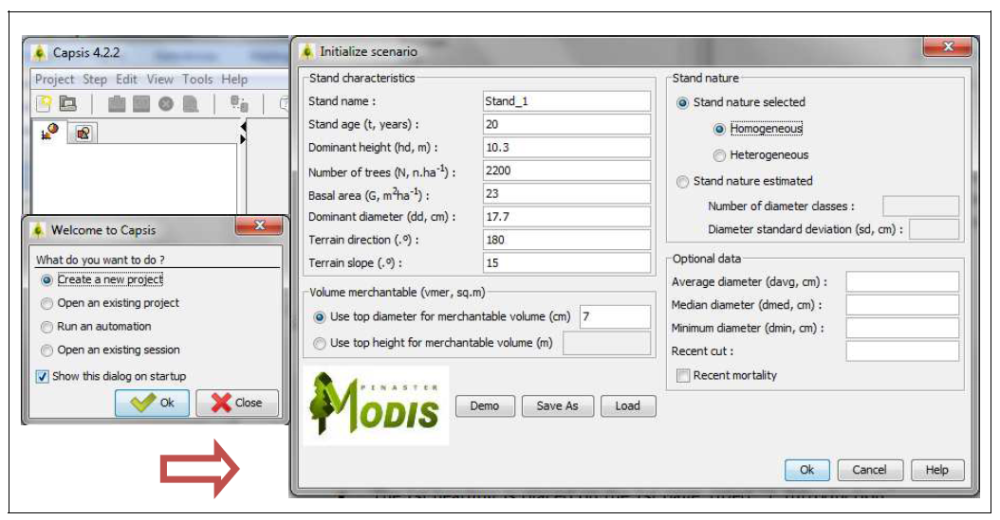 Capsis 4.2.2
Project Step Edit View Tools Help
Welcome to Capsis
What do you want to do ?
Create a new project
Open an existing project
Run an automation
Open an existing session
Show this dialog on startup
Ok
Close
Initialize scenario
Stand characteristics
Stand name : Stand_1
Stand age (t, years) : 20
Dominant height (hd, m) : 10.3
Number of trees (N, n.ha-1) : 2200
Basal area (G, m2ha-1) : 23
Dominant diameter (dd, cm) : 17.7
Terrain direction (.º) : 180
Terrain slope (.º) : 15
Volume merchantable (vmer, sq.m)
Use top diameter for merchantable volume (cm) 7
Use top height for merchantable volume (m)
PINASTER
MODIS
Demo Save As Load
Stand nature
Stand nature selected
Homogeneous
Heterogeneous
Stand nature estimated
Number of diameter classes :
Diameter standard deviation (sd, cm) :
Optional data
Average diameter (davg, cm) :
Median diameter (dmed, cm) :
Minimum diameter (dmin, cm) :
Recent cut :
Recent mortality
Ok Cancel Help